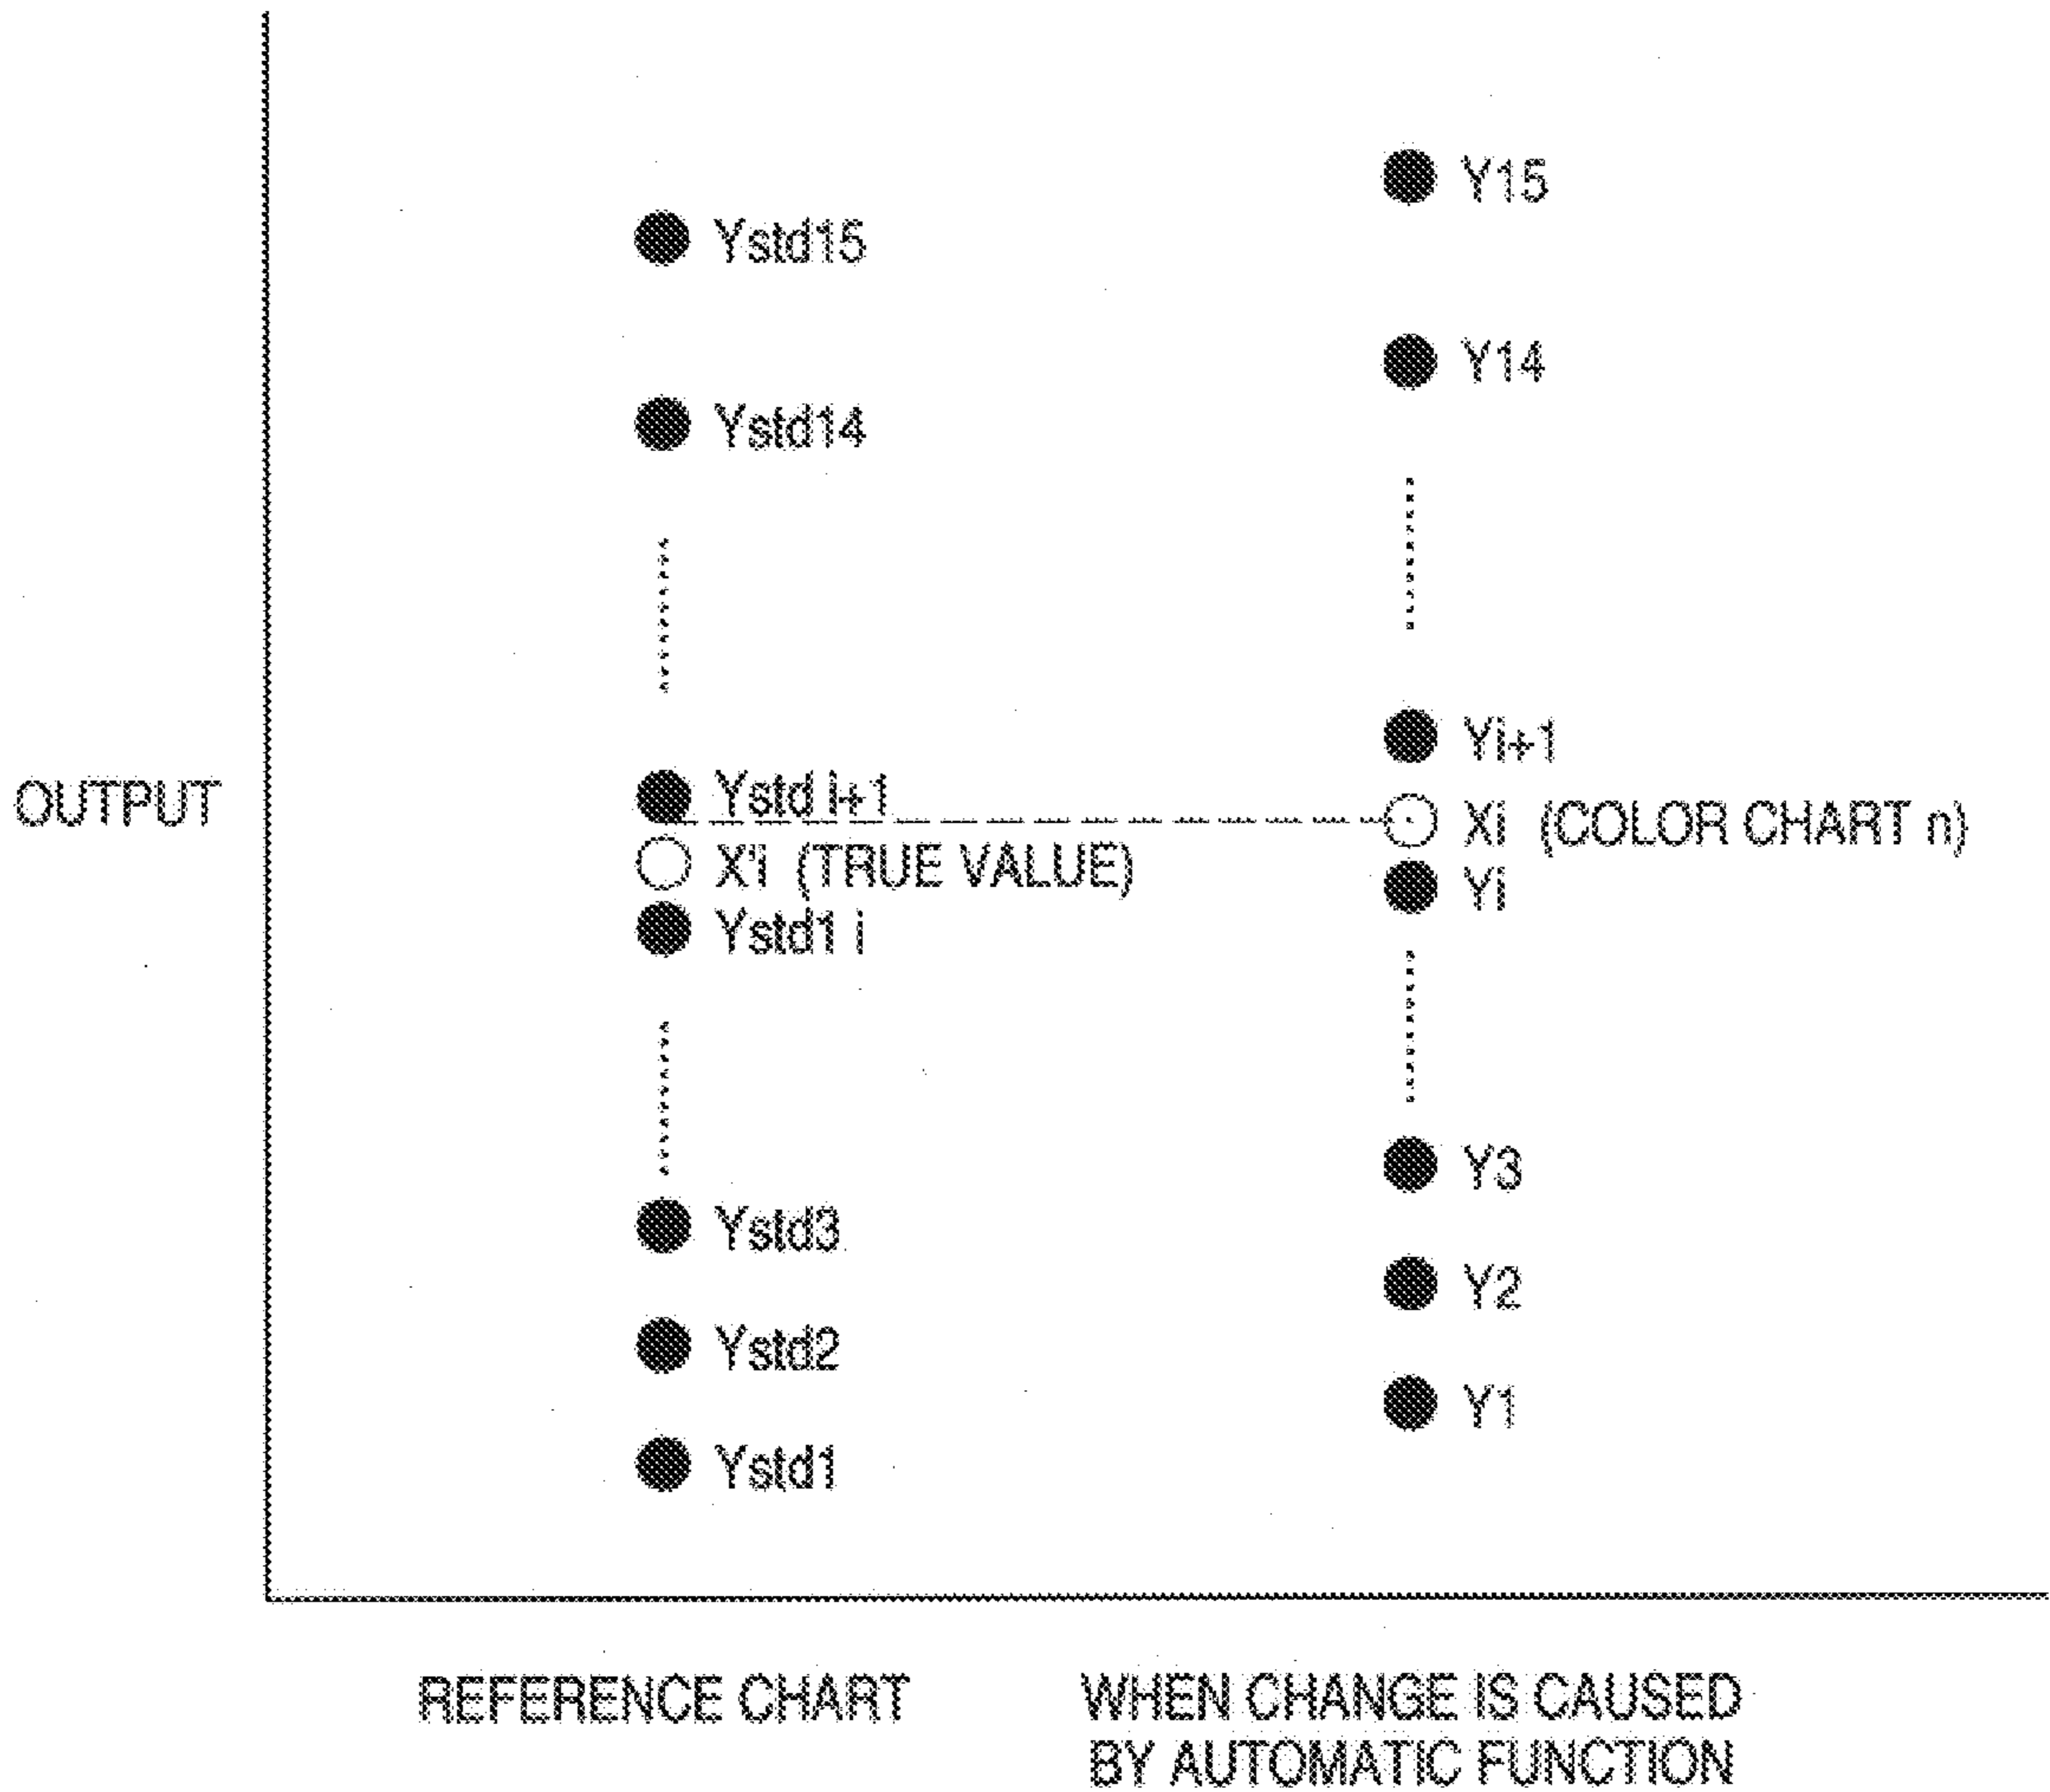 Y15
Ystd15
Y14
Ystd14
Yi+1
OUTPUT
Ystd i+1
Xi (COLOR CHART n)
X'i (TRUE VALUE)
Yi
Ystd1 i
Y3
Ystd3
Y2
Ystd2
Y1
Ystd1
REFERENCE CHART
WHEN CHANGE IS CAUSED
BY AUTOMATIC FUNCTION